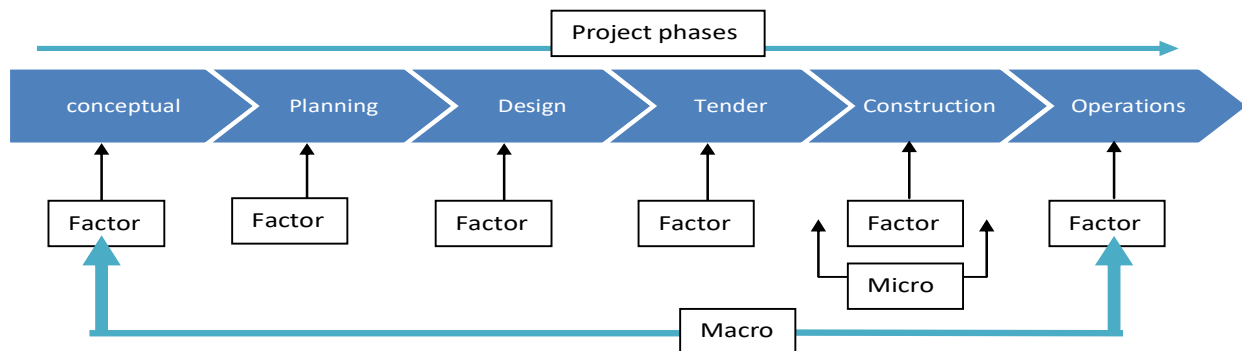 Project phases
conceptual
Planning
Design
Tender
Construction
Operations
Factor
Factor
Factor
Factor
Factor
Factor
Micro
Macro